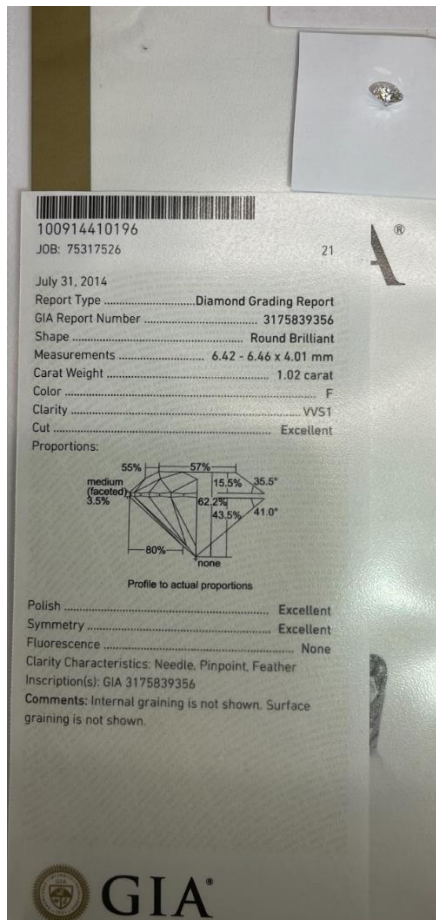 100914410196
JOB: 75317526 21
A®
July 31, 2014
Report Type ........................ Diamond Grading Report
GIA Report Number ........................ 3175839356
Shape ........................ Round Brilliant
Measurements ........................ 6.42 - 6.46 x 4.01 mm
Carat Weight ........................ 1.02 carat
Color ........................ F
Clarity ........................ VVS1
Cut ........................ Excellent
Proportions:
55% 57%
medium
(faceted)
3.5%
15.5% 35.5°
62.2%
43.5% 41.0°
80%
none
Profile to actual proportions
Polish ........................ Excellent
Symmetry ........................ Excellent
Fluorescence ........................ None
Clarity Characteristics: Needle, Pinpoint, Feather
Inscription(s): GIA 3175839356
Comments: Internal graining is not shown. Surface
graining is not shown.
GIA®